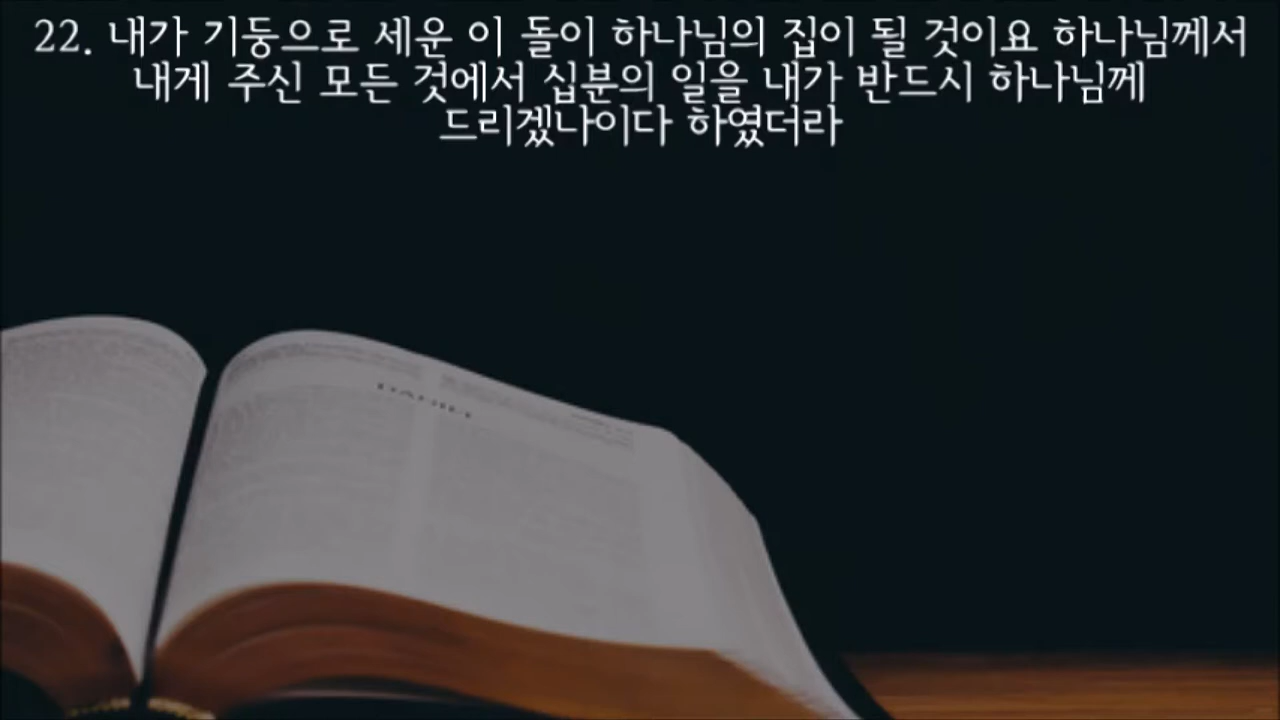 22. 내가 기둥으로 세운 이 돌이 하나님의 집이 될 것이요 하나님께서
내게 주신 모든 것에서 십분의 일을 내가 반드시 하나님께
드리겠나이다 하였더라